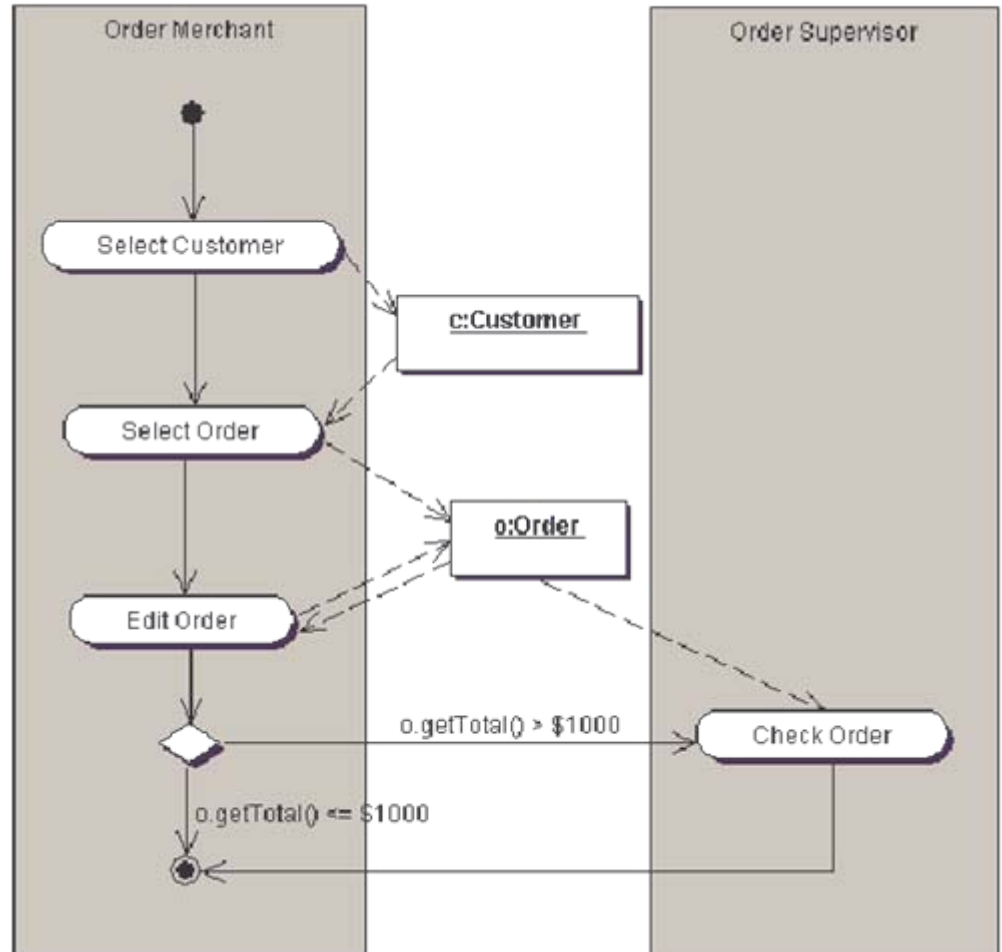 Order Merchant
Order Supervisor
Select Customer
c:Customer
Select Order
o:Order
Edit Order
o.getTotal() > $1000
Check Order
o.getTotal() <= $1000